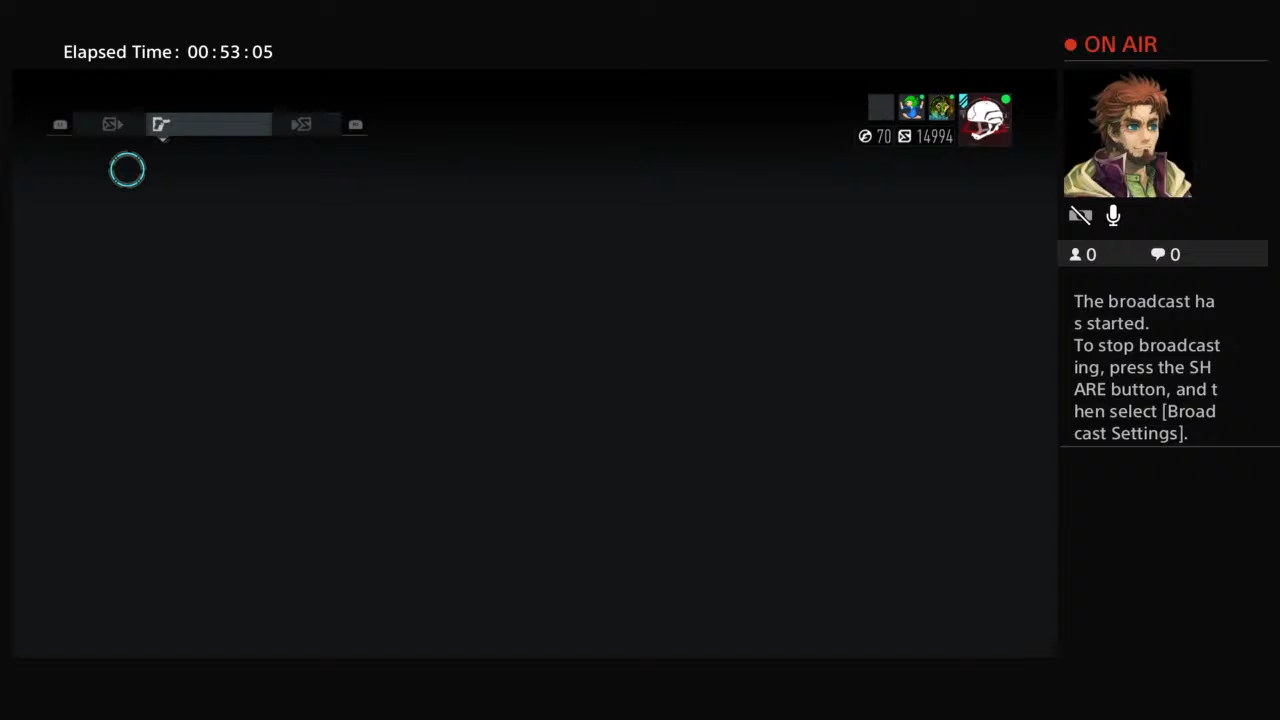 Elapsed Time: 00:53:05
ON AIR
70
14994
0
0
The broadcast ha
s started.
To stop broadcast
ing, press the SH
ARE button, and t
hen select [Broad
cast Settings].